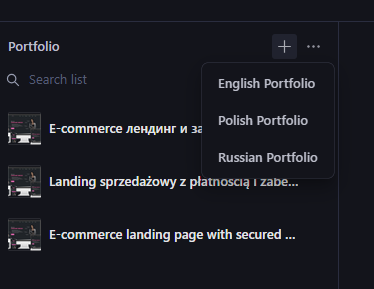 Portfolio
Search list
English Portfolio
Polish Portfolio
Russian Portfolio
E-commerce лендинг и за
Landing sprzedażowy z płatnością i zabe...
E-commerce landing page with secured ...